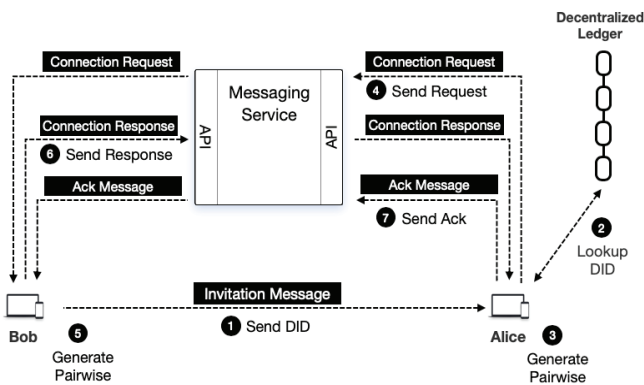 Decentralized
Ledger
Connection Request
Connection Request
4 Send Request
Messaging
Service
API
API
Connection Response
6 Send Response
Connection Response
Ack Message
Ack Message
7 Send Ack
2
Lookup
DID
Invitation Message
1 Send DID
Bob
5
Generate
Pairwise
Alice
3
Generate
Pairwise